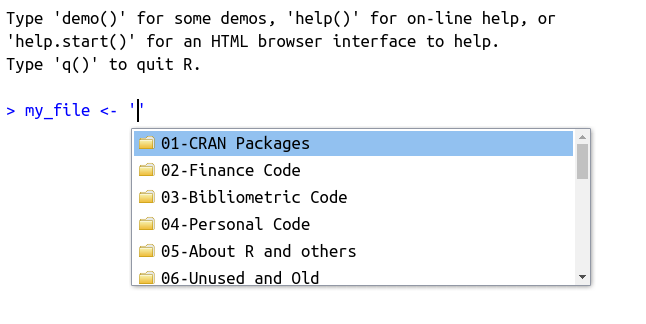 Type 'demo()' for some demos, 'help()' for on-line help, or
'help.start()' for an HTML browser interface to help.
Type 'q()' to quit R.
> my_file <- ''
01-CRAN Packages
02-Finance Code
03-Bibliometric Code
04-Personal Code
05-About R and others
06-Unused and Old